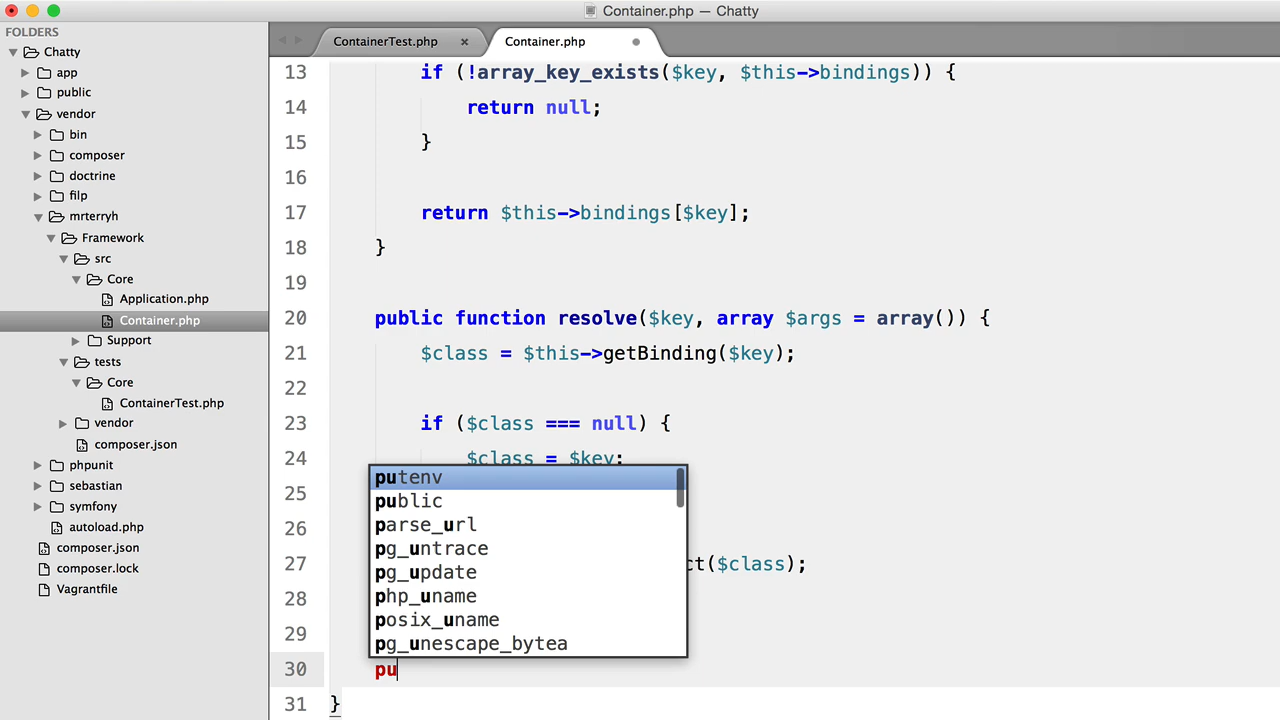 Container.php — Chatty
FOLDERS
Chatty
app
public
vendor
bin
composer
doctrine
filp
mrterryh
Framework
src
Core
Application.php
Container.php
Support
tests
Core
ContainerTest.php
vendor
composer.json
phpunit
sebastian
symfony
autoload.php
composer.json
composer.lock
Vagrantfile
ContainerTest.php ×
Container.php
13 if (!array_key_exists($key, $this->bindings)) {
14 return null;
15 }
16
17 return $this->bindings[$key];
18 }
19
20 public function resolve($key, array $args = array()) {
21 $class = $this->getBinding($key);
22
23 if ($class === null) {
24 $class = $key;
25
26
27 ct($class);
28
29
30 pu
31 }
putenv
public
parse_url
pg_untrace
pg_update
php_uname
posix_uname
pg_unescape_bytea